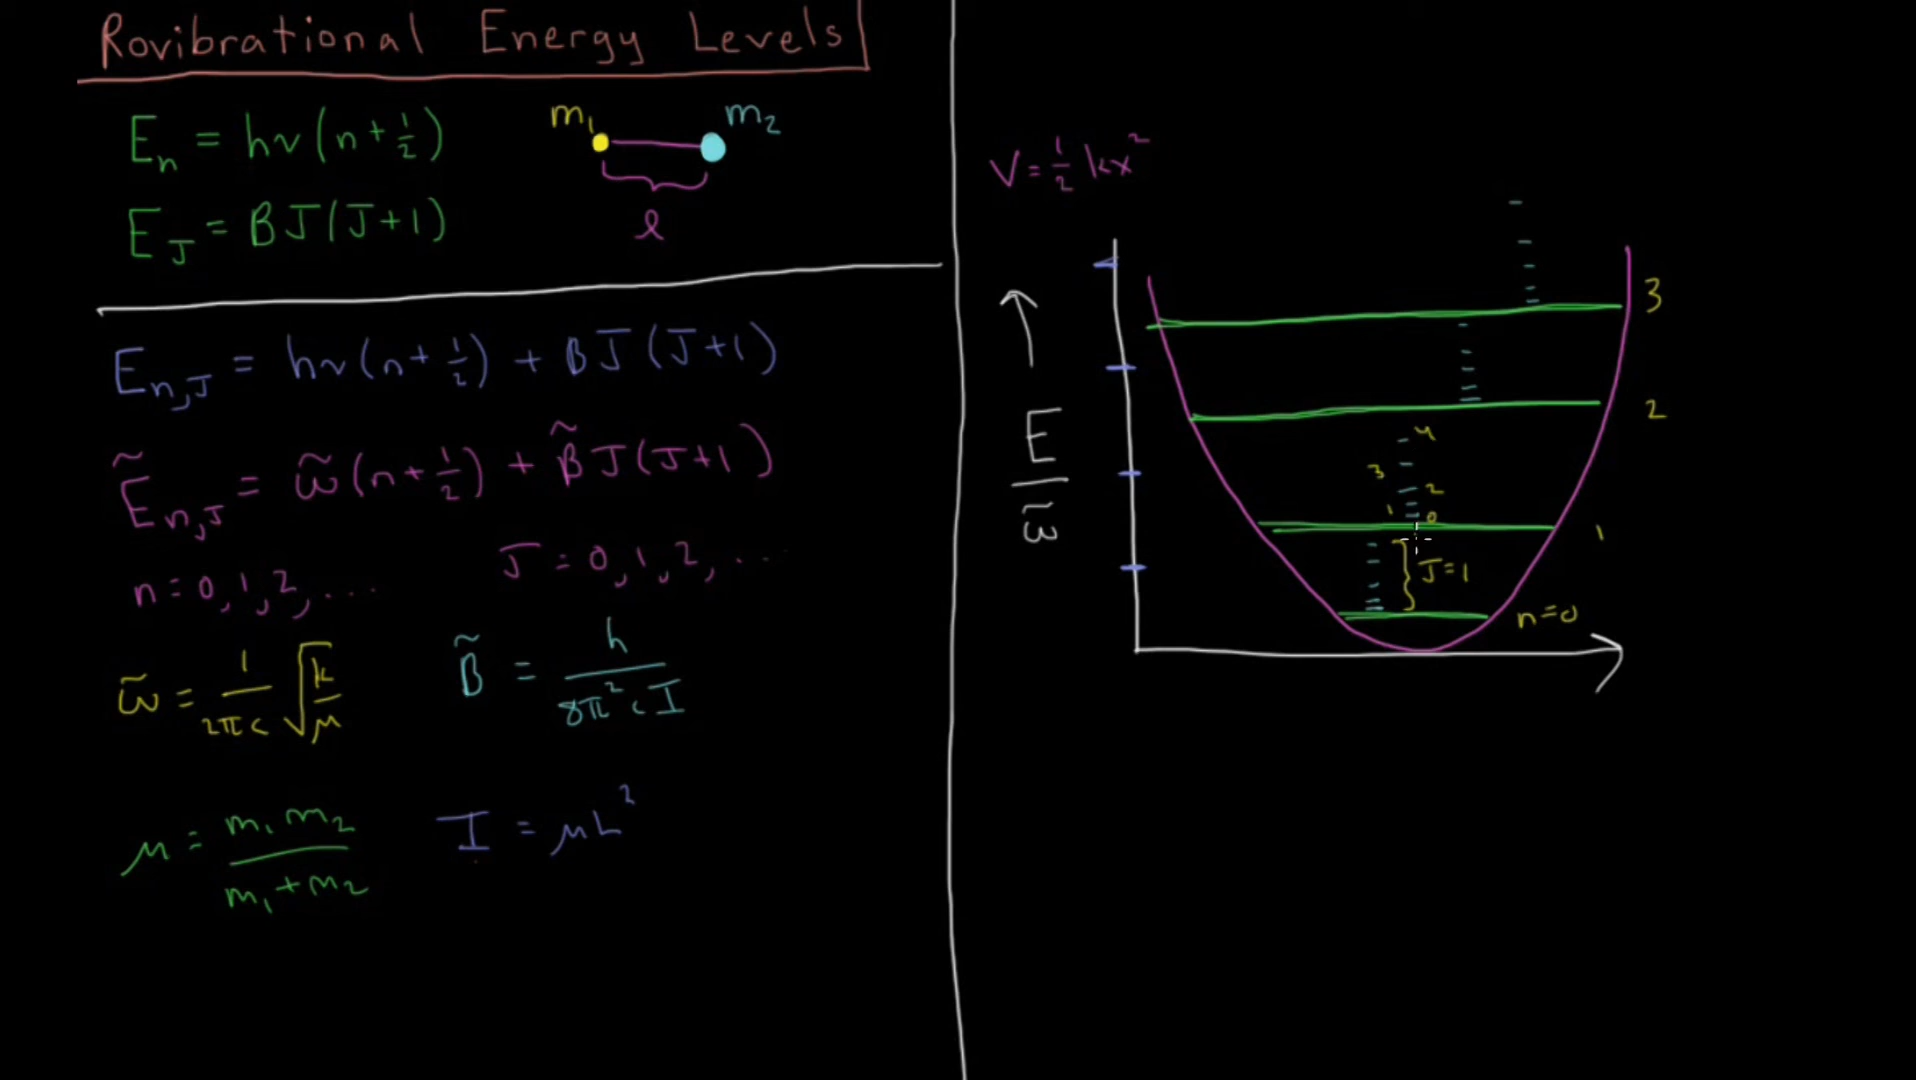 Rovibrational Energy Levels
Eₙ = hν(n + 1/2)
m₁ m₂
E_J = BJ(J+1)
ℓ
E_{n,J} = hν(n + 1/2) + BJ(J+1)
Ẽ_{n,J} = ω̃(n + 1/2) + B̃J(J+1)
n = 0, 1, 2, ...
J = 0, 1, 2, ...
ω̃ = 1/(2πc) √(k/μ)
B̃ = h/(8π²cI)
μ = m₁m₂/(m₁+m₂)
I = μL²
V = 1/2 kx²
E/ω̃
3
2
4
3
2
1
0
1
J=1
n=0